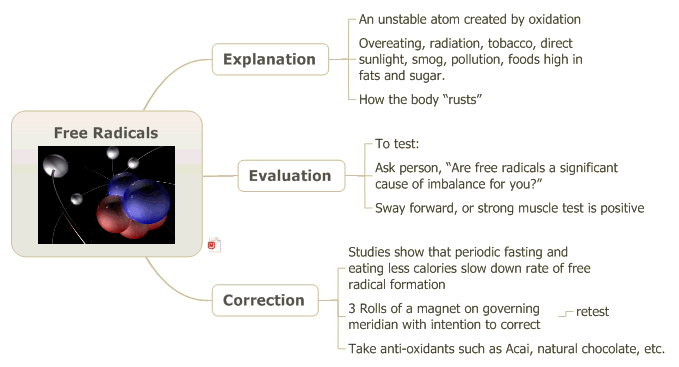 Free Radicals
Explanation
An unstable atom created by oxidation
Overeating, radiation, tobacco, direct
sunlight, smog, pollution, foods high in
fats and sugar.
How the body “rusts”
Evaluation
To test:
Ask person, “Are free radicals a significant
cause of imbalance for you?”
Sway forward, or strong muscle test is positive
Correction
Studies show that periodic fasting and
eating less calories slow down rate of free
radical formation
3 Rolls of a magnet on governing
meridian with intention to correct
retest
Take anti-oxidants such as Acai, natural chocolate, etc.